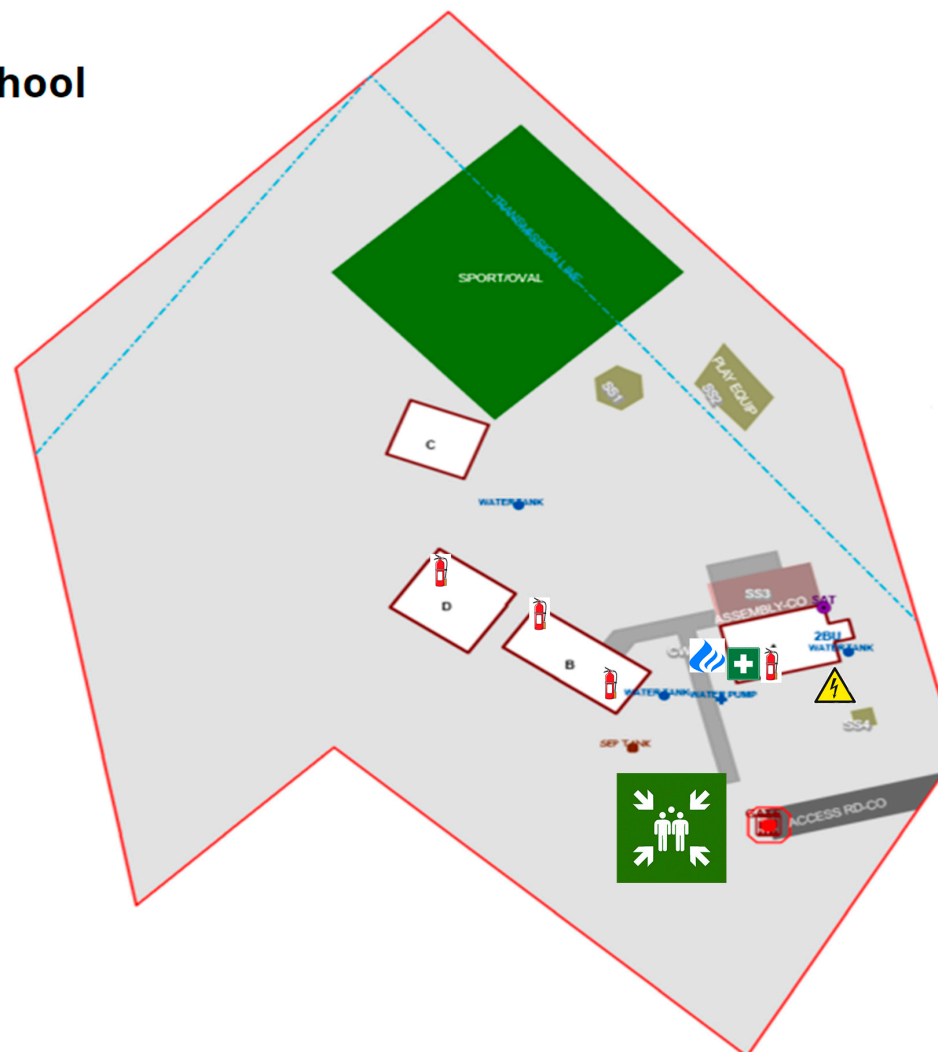 hool
TRANSMISSION LINE
SPORT/OVAL
PLAY EQUIP
SS1
SS2
C
WATER TANK
SS3
ASSEMBLY-CO
SAT
D
2BU
WATER TANK
B
WATER TANK
WATER PUMP
SS4
SEP TANK
GATE
ACCESS RD-CO